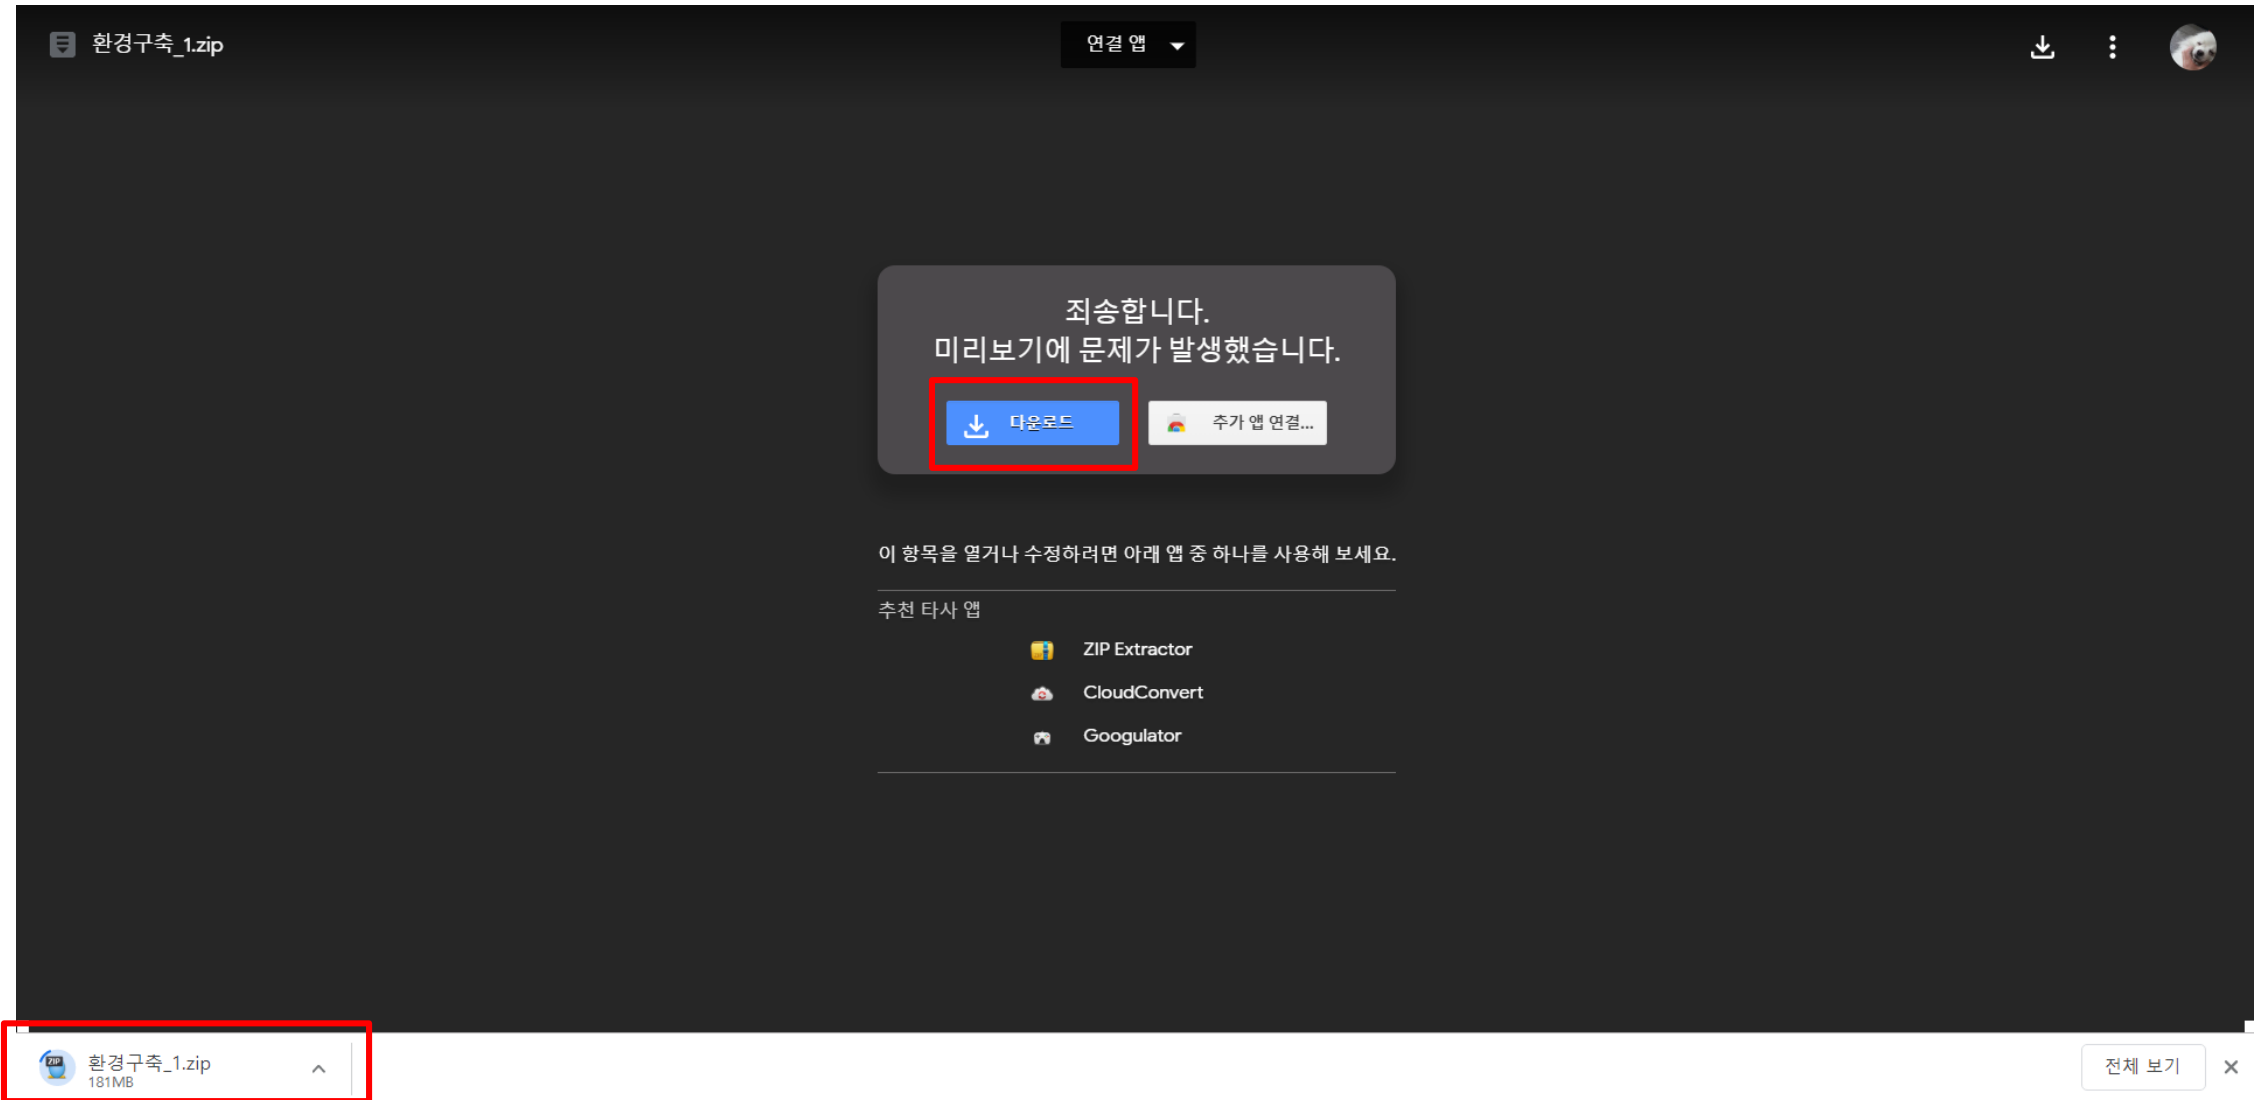 환경구축_1.zip
연결 앱
죄송합니다.
미리보기에 문제가 발생했습니다.
다운로드
추가 앱 연결...
이 항목을 열거나 수정하려면 아래 앱 중 하나를 사용해 보세요.
추천 타사 앱
ZIP Extractor
CloudConvert
Googulator
ZIP
환경구축_1.zip
181MB
전체 보기